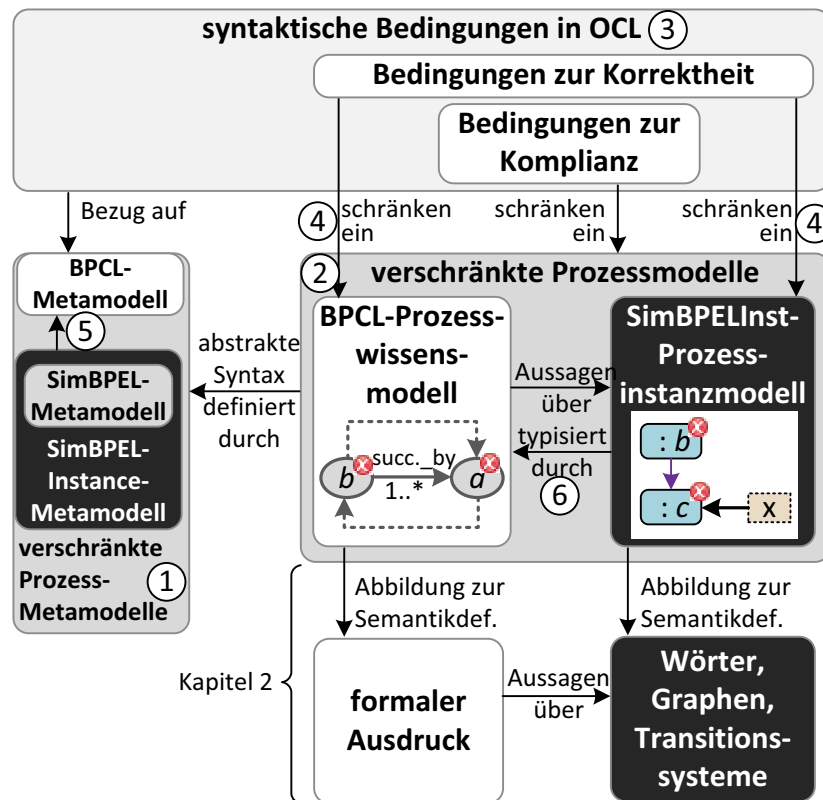 syntaktische Bedingungen in OCL 3
Bedingungen zur Korrektheit
Bedingungen zur
Komplianz
Bezug auf
4
schränken
ein
schränken
ein
schränken
ein
4
BPCL-
Metamodell
5
SimBPEL-
Metamodell
SimBPEL-
Instance-
Metamodell
verschränkte
Prozess-
Metamodelle
1
abstrakte
Syntax
definiert
durch
2
verschränkte Prozessmodelle
BPCL-Prozess-
wissens-
modell
b
succ._by
1..*
a
Aussagen
über
typisiert
durch
6
SimBPELInst-
Prozess-
instanzmodell
: b
: c
x
Kapitel 2
Abbildung zur
Semantikdef.
Abbildung zur
Semantikdef.
formaler
Ausdruck
Aussagen
über
Wörter,
Graphen,
Transitions-
systeme